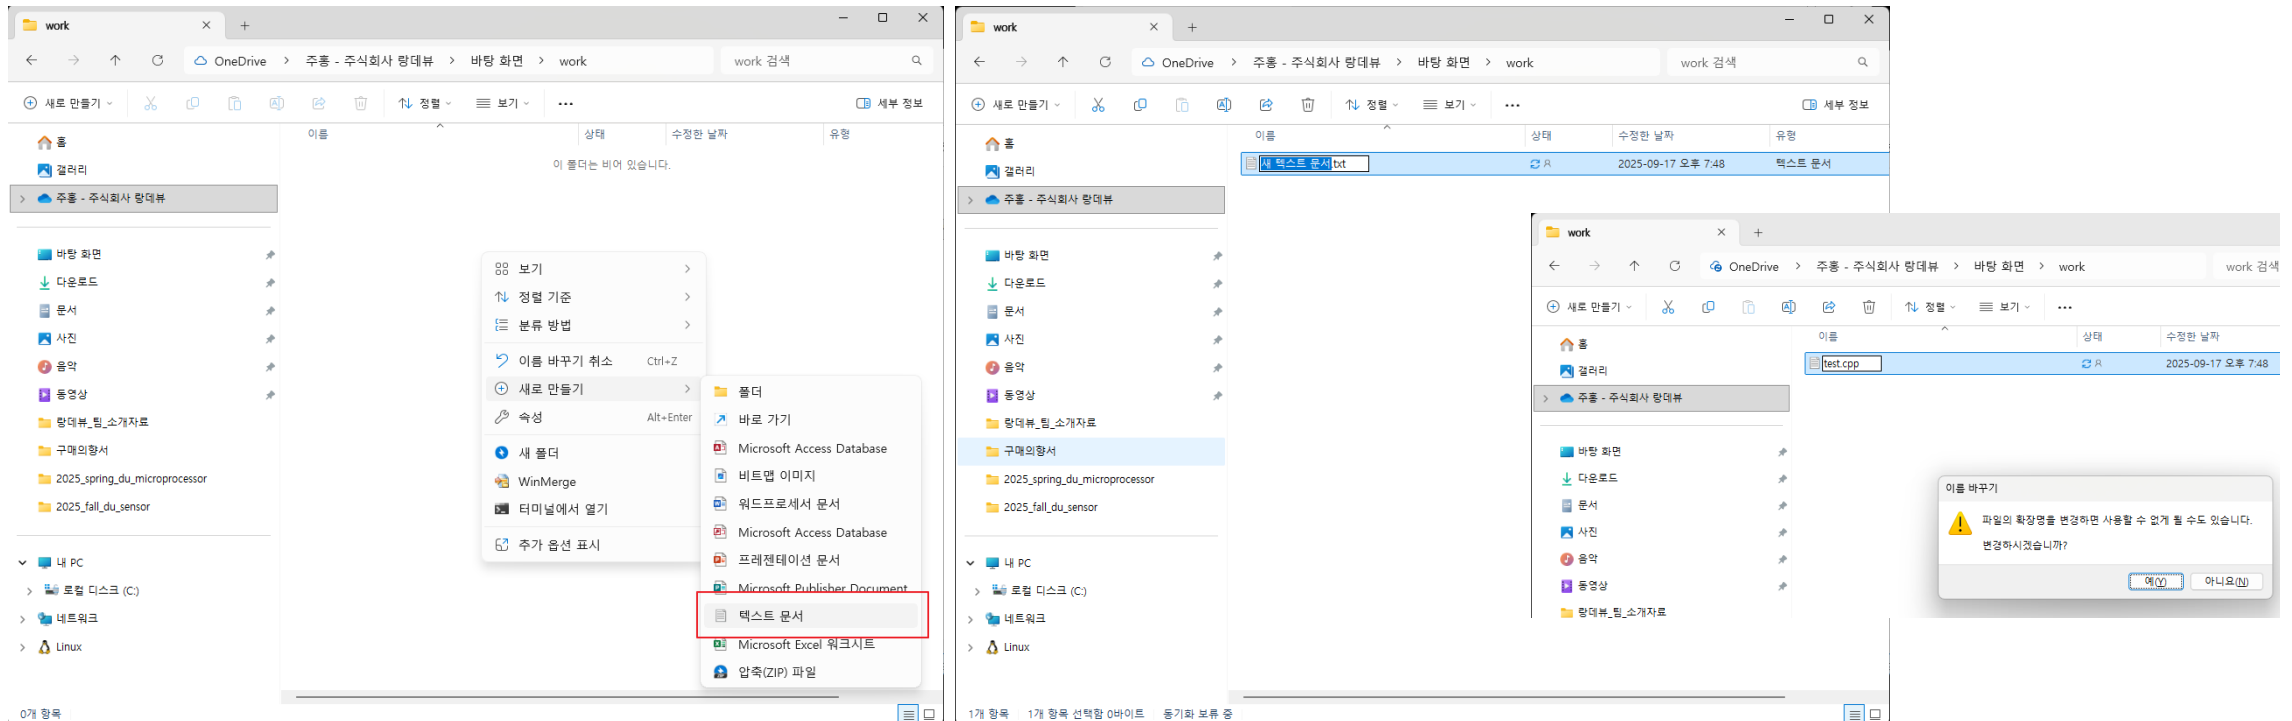 work
OneDrive > 주홍 - 주식회사 랑데뷰 > 바탕 화면 > work
work 검색
새로 만들기
정렬
보기
세부 정보
이름 상태 수정한 날짜 유형
이 폴더는 비어 있습니다.
홈
갤러리
주홍 - 주식회사 랑데뷰
바탕 화면
다운로드
문서
사진
음악
동영상
랑데뷰_팀_소개자료
구매의향서
2025_spring_du_microprocessor
2025_fall_du_sensor
내 PC
로컬 디스크 (C:)
네트워크
Linux
0개 항목
보기
정렬 기준
분류 방법
이름 바꾸기 취소 Ctrl+Z
새로 만들기
속성 Alt+Enter
새 폴더
WinMerge
터미널에서 열기
추가 옵션 표시
폴더
바로 가기
Microsoft Access Database
비트맵 이미지
워드프로세서 문서
Microsoft Access Database
프레젠테이션 문서
Microsoft Publisher Document
텍스트 문서
Microsoft Excel 워크시트
압축(ZIP) 파일
work
OneDrive > 주홍 - 주식회사 랑데뷰 > 바탕 화면 > work
work 검색
새로 만들기
정렬
보기
세부 정보
이름 상태 수정한 날짜 유형
새 텍스트 문서.txt 2025-09-17 오후 7:48 텍스트 문서
홈
갤러리
주홍 - 주식회사 랑데뷰
바탕 화면
다운로드
문서
사진
음악
동영상
랑데뷰_팀_소개자료
구매의향서
2025_spring_du_microprocessor
2025_fall_du_sensor
내 PC
로컬 디스크 (C:)
네트워크
Linux
1개 항목 1개 항목 선택함 0바이트 동기화 보류 중
work
OneDrive > 주홍 - 주식회사 랑데뷰 > 바탕 화면 > work
work 검색
새로 만들기
정렬
보기
이름 상태 수정한 날짜
test.cpp 2025-09-17 오후 7:48
홈
갤러리
주홍 - 주식회사 랑데뷰
바탕 화면
다운로드
문서
사진
음악
동영상
랑데뷰_팀_소개자료
이름 바꾸기
파일의 확장명을 변경하면 사용할 수 없게 될 수도 있습니다.
변경하시겠습니까?
예(Y) 아니요(N)